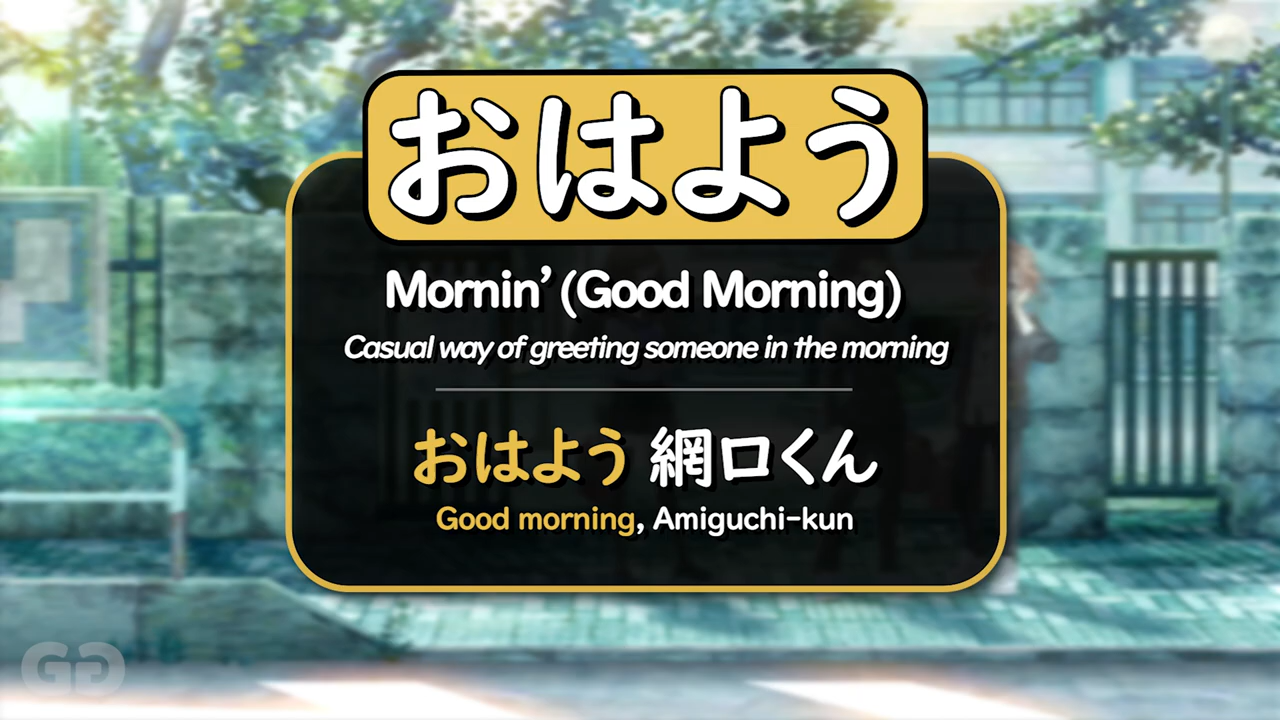 おはよう
Mornin’ (Good Morning)
Casual way of greeting someone in the morning
おはよう 網口くん
Good morning, Amiguchi-kun
GG